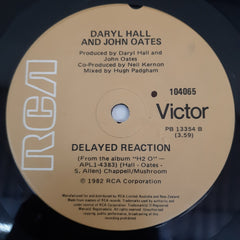 DARYL HALL
AND JOHN OATES
Produced by Daryl Hall and
John Oates
Co-Produced by Neil Kernon
Mixed by Hugh Padgham
RCA
104065
Victor
PB 13354 B
(3.59)
DELAYED REACTION
(From the album "H2 O" —
APL1-4383) (Hall - Oates -
S. Allen) Chappell/Mushroom
℗ 1982 RCA Corporation